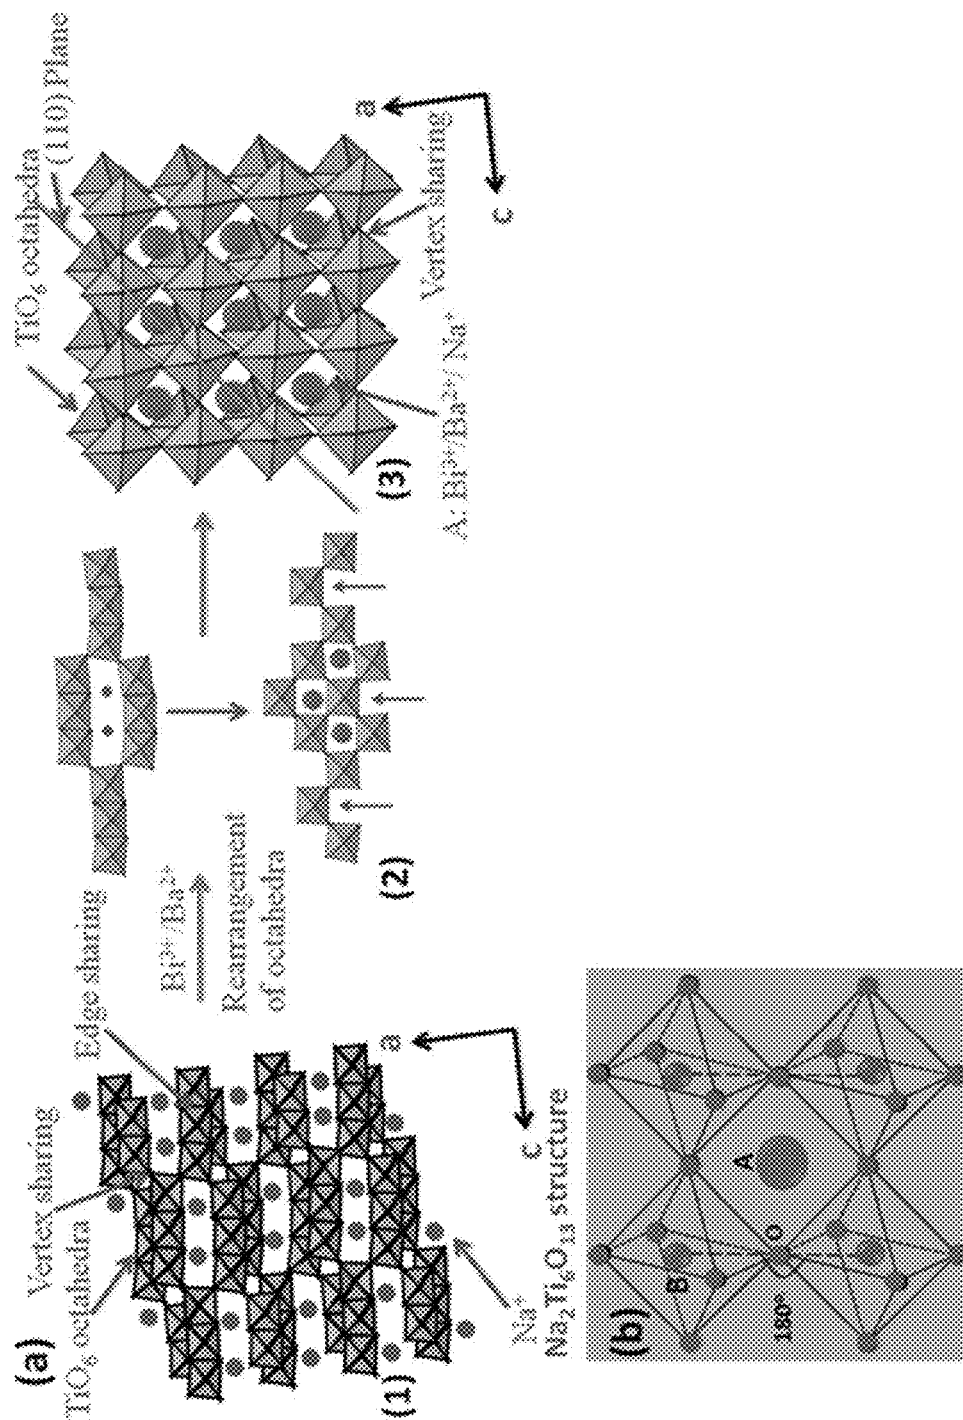 (a)
Vertex sharing
TiO6 octahedra
Edge sharing
Na+
Na2Ti6O13 structure
a
c
(1)
Bi3+/Ba2+
Rearrangement
of octahedra
(2)
TiO6 octahedra
(110) Plane
Vertex sharing
A: Bi3+/Ba2+/ Na+
a
c
(3)
(b)
B
A
O
180°